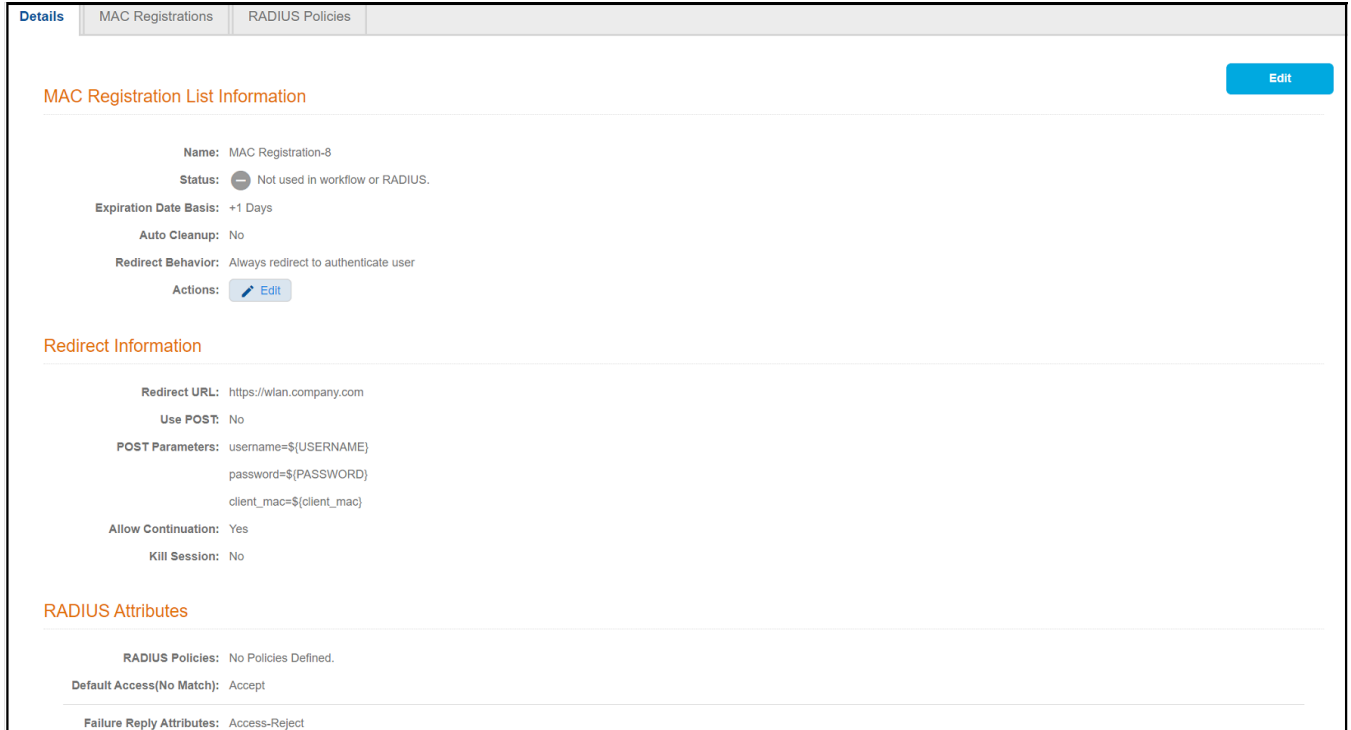 Details MAC Registrations RADIUS Policies
Edit
MAC Registration List Information
Name: MAC Registration-8
Status: Not used in workflow or RADIUS.
Expiration Date Basis: +1 Days
Auto Cleanup: No
Redirect Behavior: Always redirect to authenticate user
Actions: Edit
Redirect Information
Redirect URL: https://wlan.company.com
Use POST: No
POST Parameters: username=${USERNAME}
password=${PASSWORD}
client_mac=${client_mac}
Allow Continuation: Yes
Kill Session: No
RADIUS Attributes
RADIUS Policies: No Policies Defined.
Default Access(No Match): Accept
Failure Reply Attributes: Access-Reject